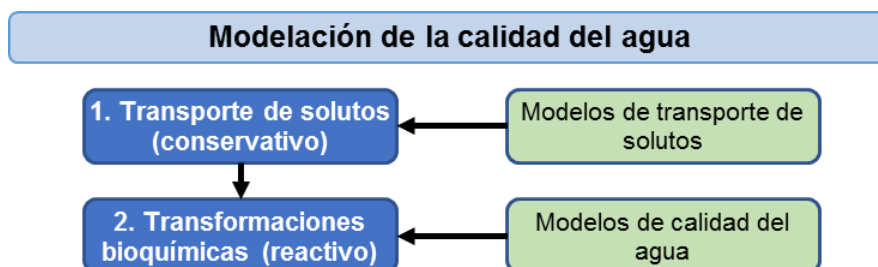 Modelación de la calidad del agua
1. Transporte de solutos
(conservativo)
Modelos de transporte de
solutos
2. Transformaciones
bioquímicas (reactivo)
Modelos de calidad del
agua